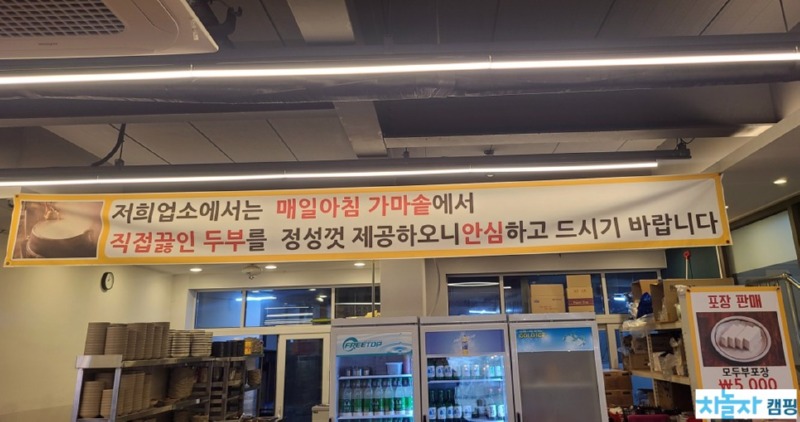 저희업소에서는 매일아침 가마솥에서
직접끓인 두부를 정성껏 제공하오니안심하고 드시기 바랍니다
FREETOP
포장 판매
모두부포장
₩5,000
차놀자 캠핑